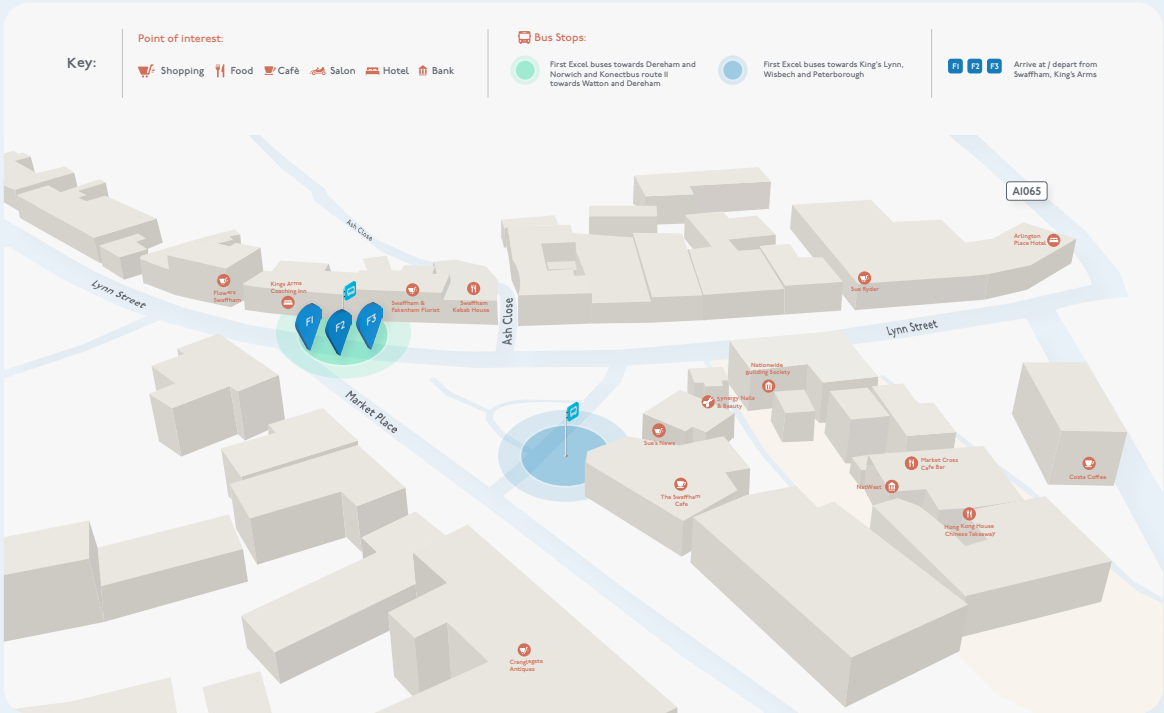 Key:
Point of interest:
Shopping
Food
Cafè
Salon
Hotel
Bank
Bus Stops:
First Excel buses towards Dereham and
Norwich and Konectbus route II
towards Watton and Dereham
First Excel buses towards King's Lynn,
Wisbech and Peterborough
F1
F2
F3
Arrive at / depart from
Swaffham, King's Arms
A1065
Ash Close
Arlington
Place Hotel
Lynn Street
Flowers
Swaffham
Kings Arms
Coaching Inn
Swaffham &
Fakenham Florist
Swaffham
Kebab House
Sue Ryder
F1
F2
F3
Ash Close
Lynn Street
Market Place
Nationwide
Building Society
Synergy Nails
& Beauty
Sue's News
Market Cross
Cafe Bar
NatWest
Costa Coffee
The Swaffham
Cafe
Hong Kong House
Chinese Takeaway
Cranglegate
Antiques